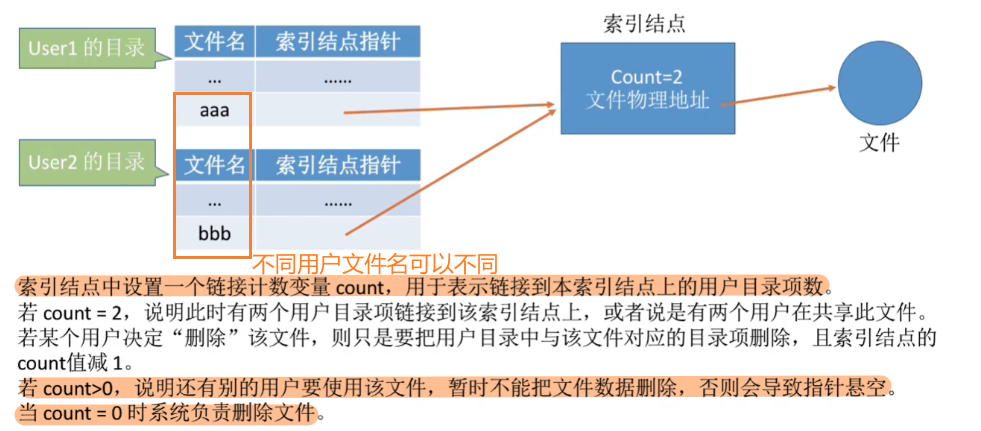 索引结点
User1 的目录
文件名 索引结点指针
... ......
aaa
Count=2
文件物理地址
文件
User2 的目录
文件名 索引结点指针
... ......
bbb
不同用户文件名可以不同
索引结点中设置一个链接计数变量 count，用于表示链接到本索引结点上的用户目录项数。
若 count = 2，说明此时有两个用户目录项链接到该索引结点上，或者说是有两个用户在共享此文件。
若某个用户决定“删除”该文件，则只是要把用户目录中与该文件对应的目录项删除，且索引结点的
count值减 1。
若 count>0，说明还有别的用户要使用该文件，暂时不能把文件数据删除，否则会导致指针悬空。
当 count = 0 时系统负责删除文件。